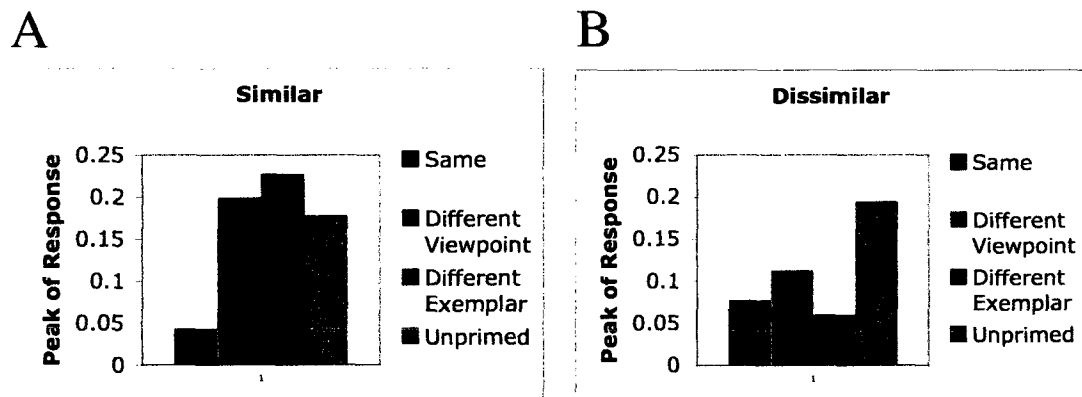 A
Similar
Peak of Response
0.25
0.2
0.15
0.1
0.05
0
1
Same
Different
Viewpoint
Different
Exemplar
Unprimed
B
Dissimilar
Peak of Response
0.25
0.2
0.15
0.1
0.05
0
1
Same
Different
Viewpoint
Different
Exemplar
Unprimed